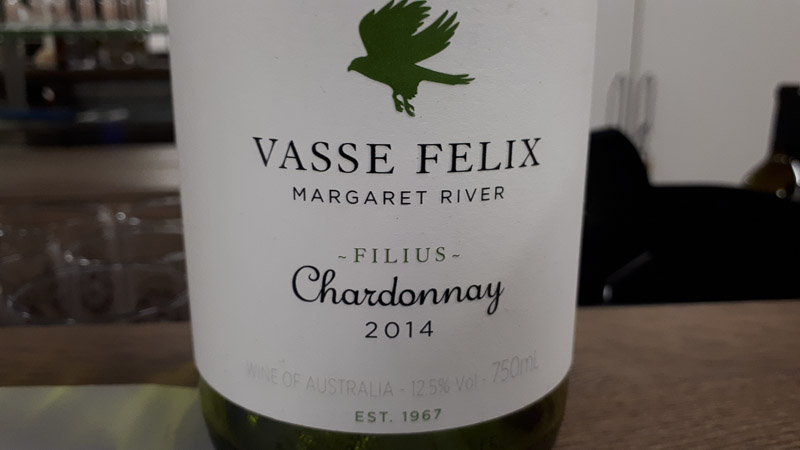 VASSE FELIX
MARGARET RIVER
~FILIUS~
Chardonnay
2014
WINE OF AUSTRALIA - 12.5% Vol - 750mL
EST. 1967